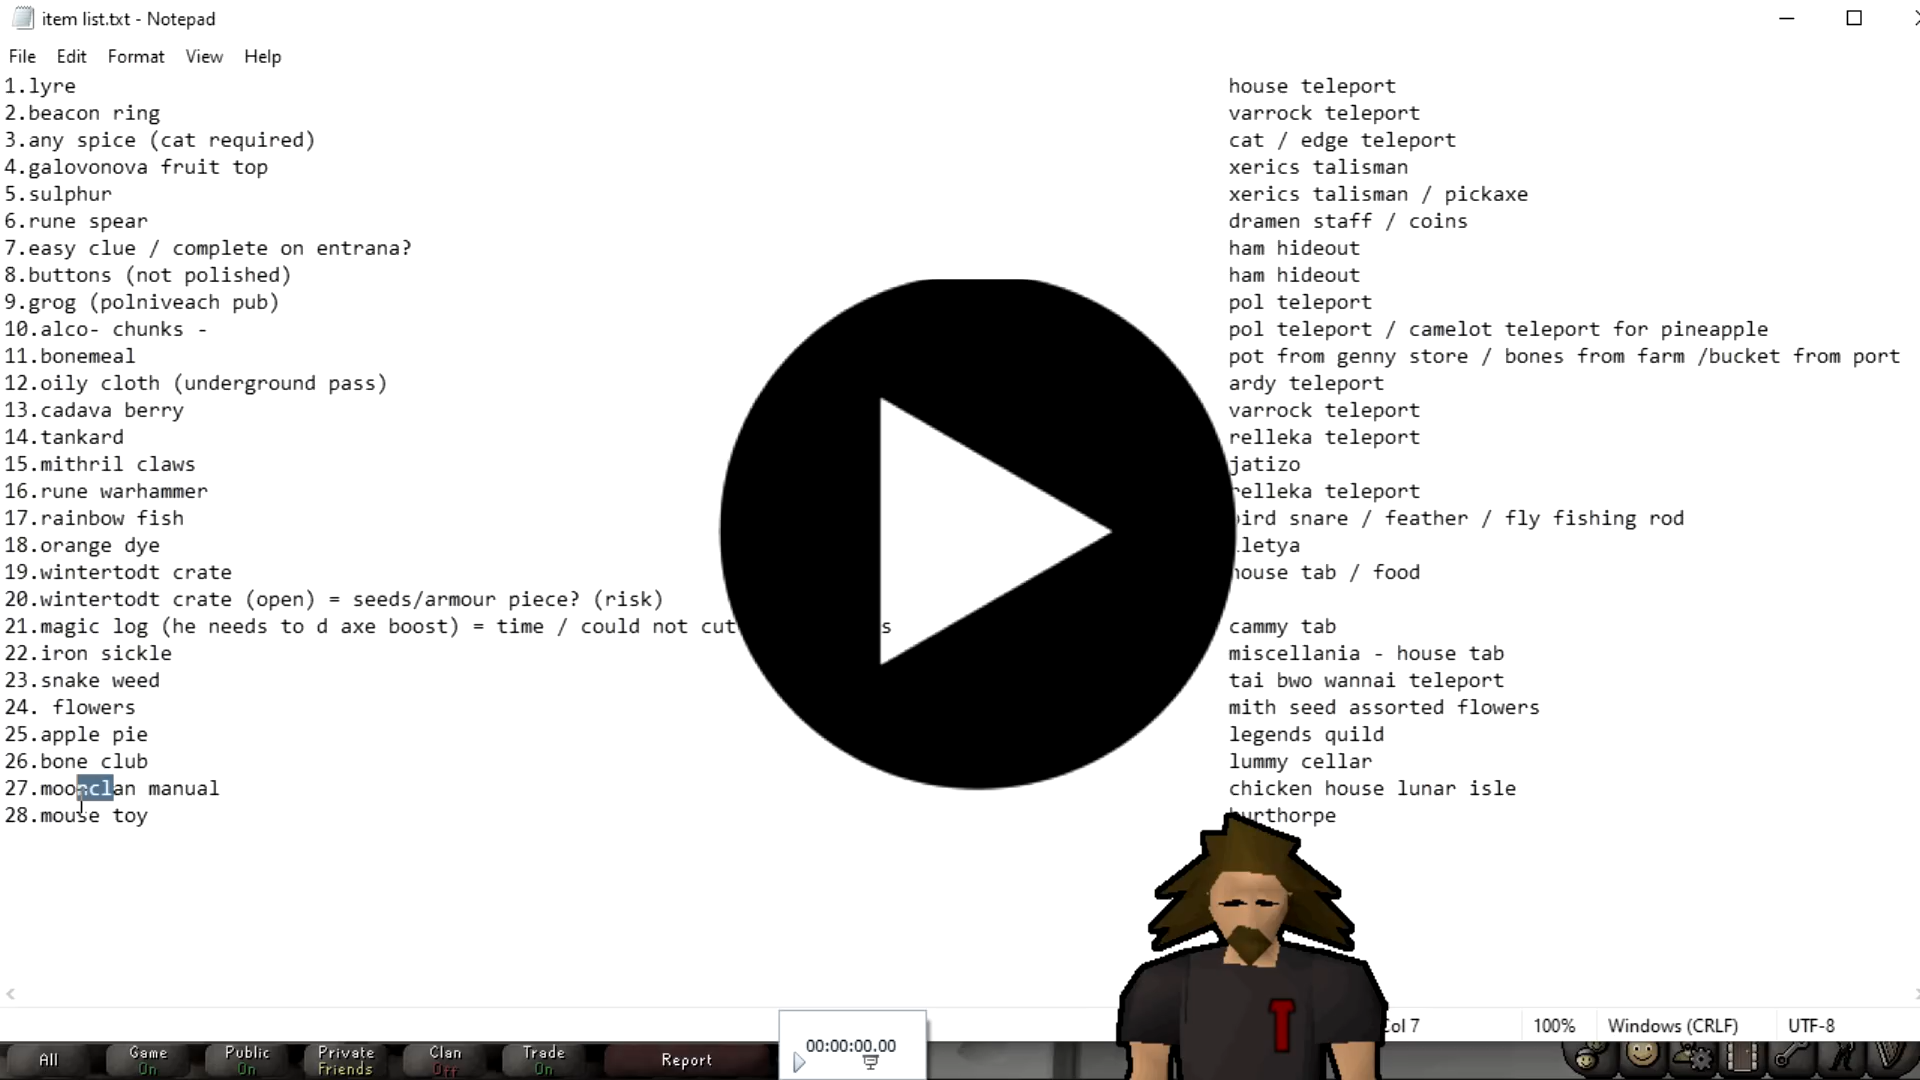 item list.txt - Notepad
File Edit Format View Help
1.lyre house teleport
2.beacon ring varrock teleport
3.any spice (cat required) cat / edge teleport
4.galovonova fruit top xerics talisman
5.sulphur xerics talisman / pickaxe
6.rune spear dramen staff / coins
7.easy clue / complete on entrana? ham hideout
8.buttons (not polished) ham hideout
9.grog (polniveach pub) pol teleport
10.alco- chunks - pol teleport / camelot teleport for pineapple
11.bonemeal pot from genny store / bones from farm /bucket from port
12.oily cloth (underground pass) ardy teleport
13.cadava berry varrock teleport
14.tankard relleka teleport
15.mithril claws jatizo
16.rune warhammer relleka teleport
17.rainbow fish bird snare / feather / fly fishing rod
18.orange dye lletya
19.wintertodt crate house tab / food
20.wintertodt crate (open) = seeds/armour piece? (risk)
21.magic log (he needs to d axe boost) = time / could not cut cammy tab
22.iron sickle miscellania - house tab
23.snake weed tai bwo wannai teleport
24. flowers mith seed assorted flowers
25.apple pie legends quild
26.bone club lummy cellar
27.moonclan manual chicken house lunar isle
28.mouse toy burthorpe
Col 7 100% Windows (CRLF) UTF-8
All Game On Public On Private Friends Clan Off Trade On Report
00:00:00.00